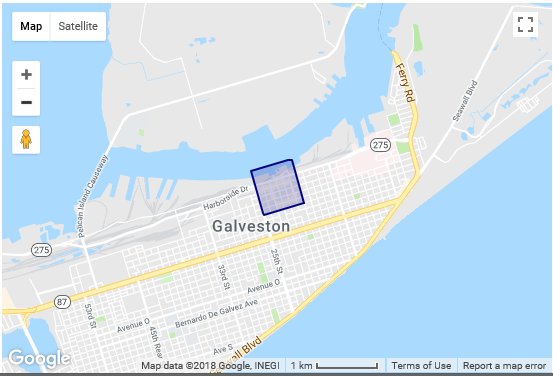 Map Satellite
Ferry Rd
Seawall Blvd
275
Pelican Island Causeway
Harborside Dr
Galveston
275
33rd St
25th St
87
53rd St
Avenue O
Bernardo De Galvez Ave
Avenue O
45th Rea
Ave S
Seawall Blvd
Google
Map data ©2018 Google, INEGI 1 km Terms of Use Report a map error